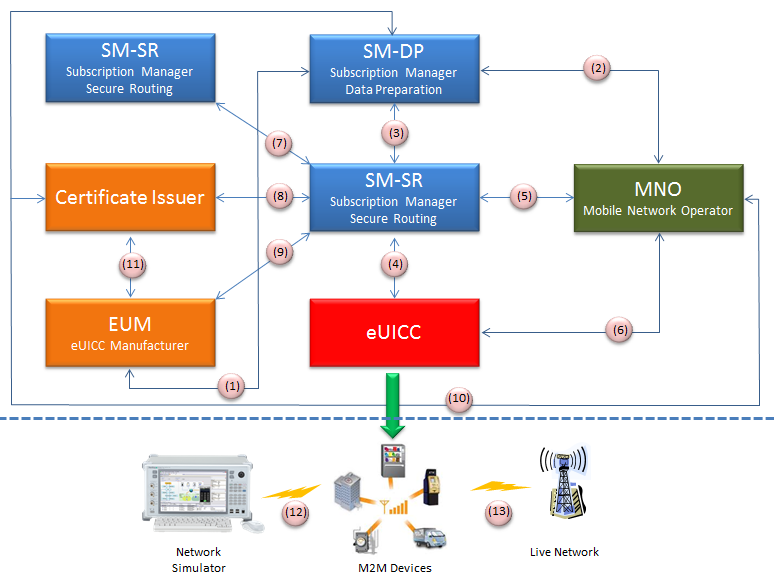 SM-SR
Subscription Manager
Secure Routing
SM-DP
Subscription Manager
Data Preparation
(2)
(3)
(7)
Certificate Issuer
(8)
SM-SR
Subscription Manager
Secure Routing
(5)
MNO
Mobile Network Operator
(11)
(9)
(4)
EUM
eUICC Manufacturer
eUICC
(6)
(1)
(10)
(12)
(13)
Network
Simulator
M2M Devices
Live Network